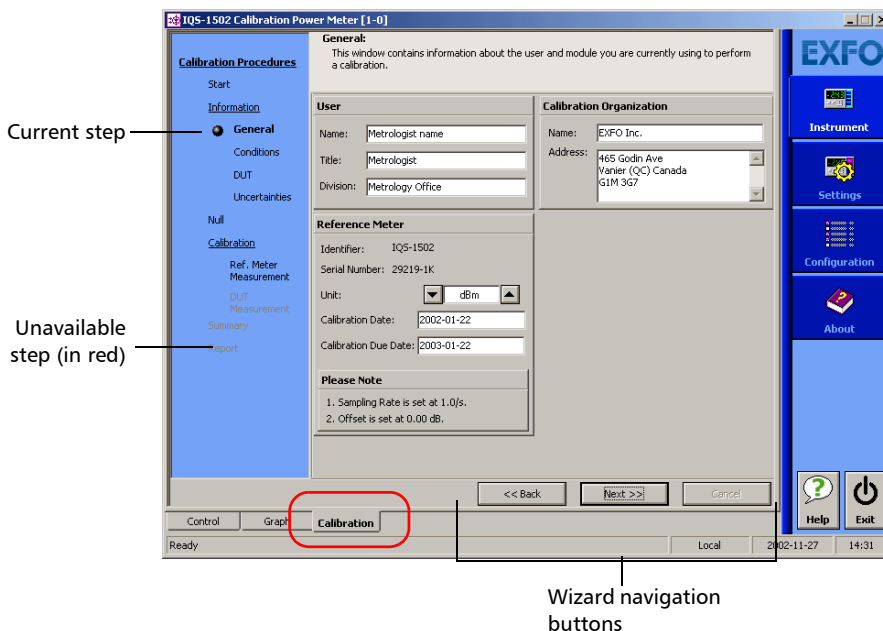 IQS-1502 Calibration Power Meter [1-0]
General:
This window contains information about the user and module you are currently using to perform
a calibration.
Calibration Procedures
Start
Information
General
Conditions
DUT
Uncertainties
Null
Calibration
Ref. Meter
Measurement
DUT
Measurement
Summary
Report
Current step
Unavailable
step (in red)
User
Name: Metrologist name
Title: Metrologist
Division: Metrology Office
Calibration Organization
Name: EXFO Inc.
Address: 465 Godin Ave
Vanier (QC) Canada
G1M 3G7
Reference Meter
Identifier: IQS-1502
Serial Number: 29219-1K
Unit: dBm
Calibration Date: 2002-01-22
Calibration Due Date: 2003-01-22
Please Note
1. Sampling Rate is set at 1.0/s.
2. Offset is set at 0.00 dB.
<< Back
Next >>
Cancel
EXFO
Instrument
Settings
Configuration
About
Help
Exit
Control
Graph
Calibration
Ready
Local
2002-11-27
14:31
Wizard navigation
buttons